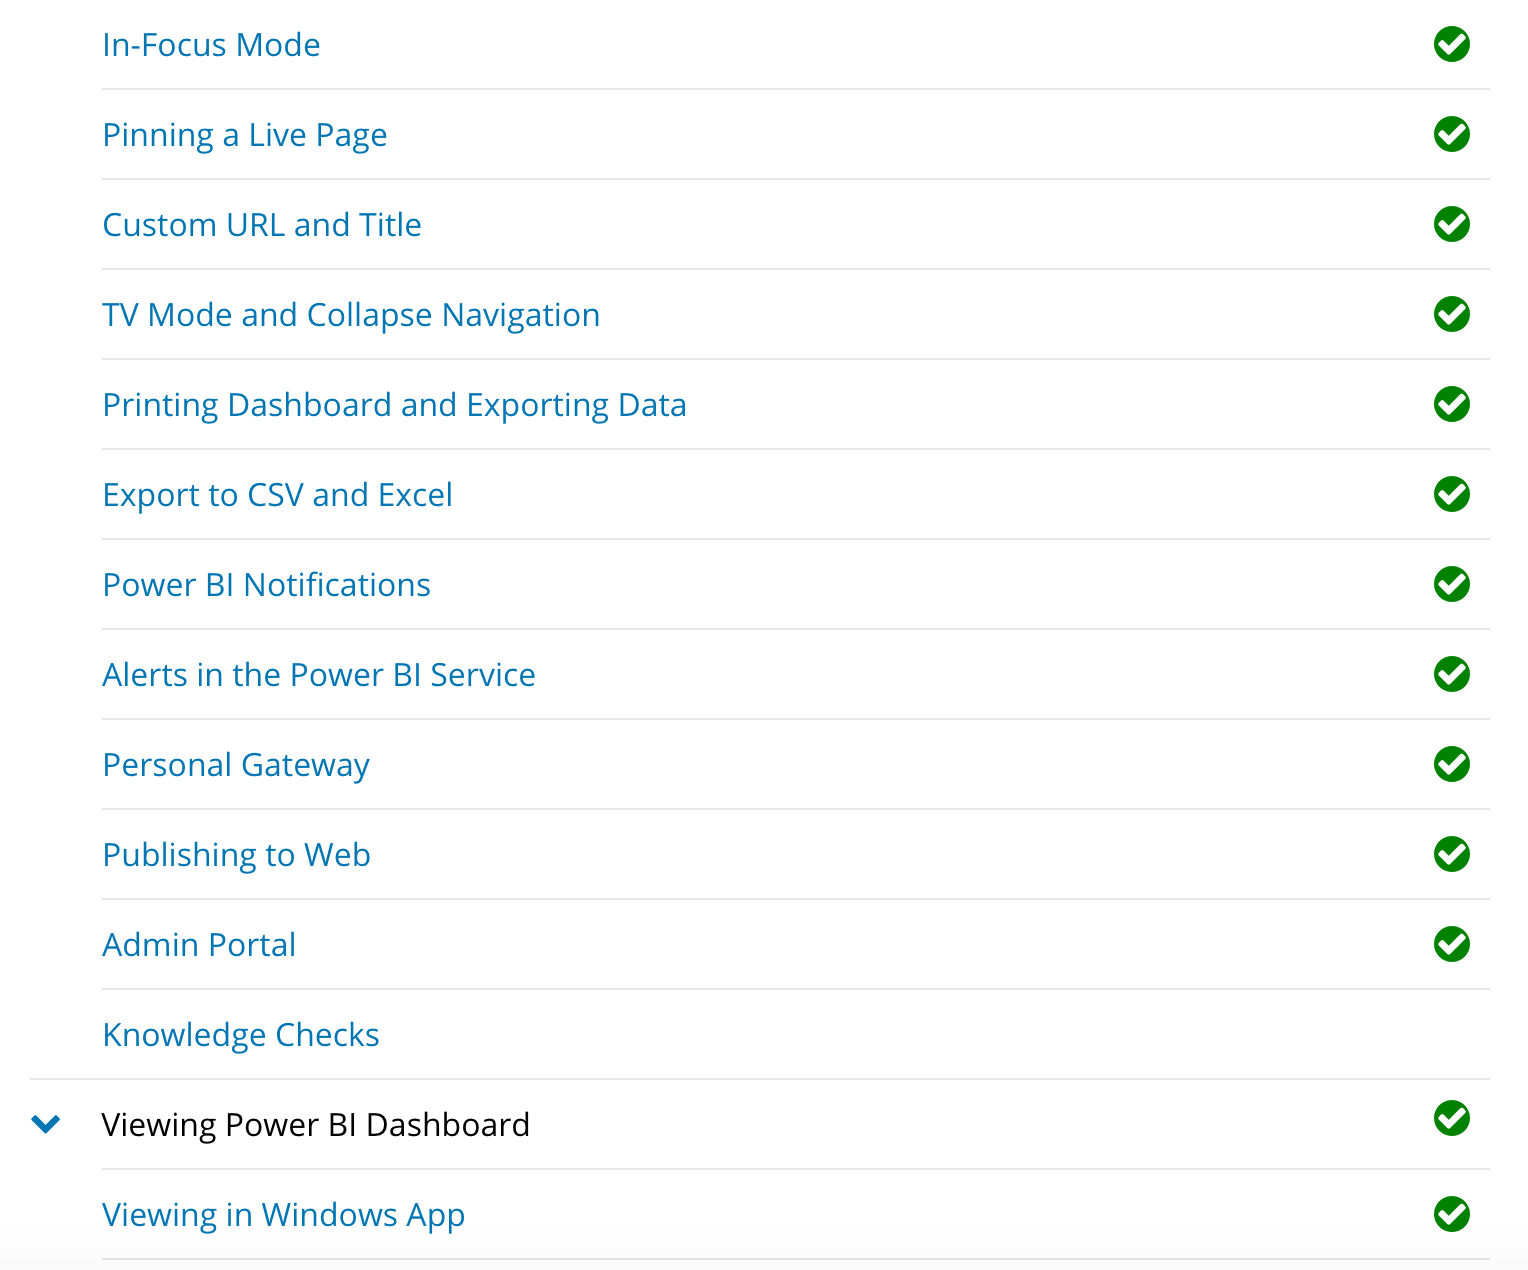 In-Focus Mode
Pinning a Live Page
Custom URL and Title
TV Mode and Collapse Navigation
Printing Dashboard and Exporting Data
Export to CSV and Excel
Power BI Notifications
Alerts in the Power BI Service
Personal Gateway
Publishing to Web
Admin Portal
Knowledge Checks
Viewing Power BI Dashboard
Viewing in Windows App